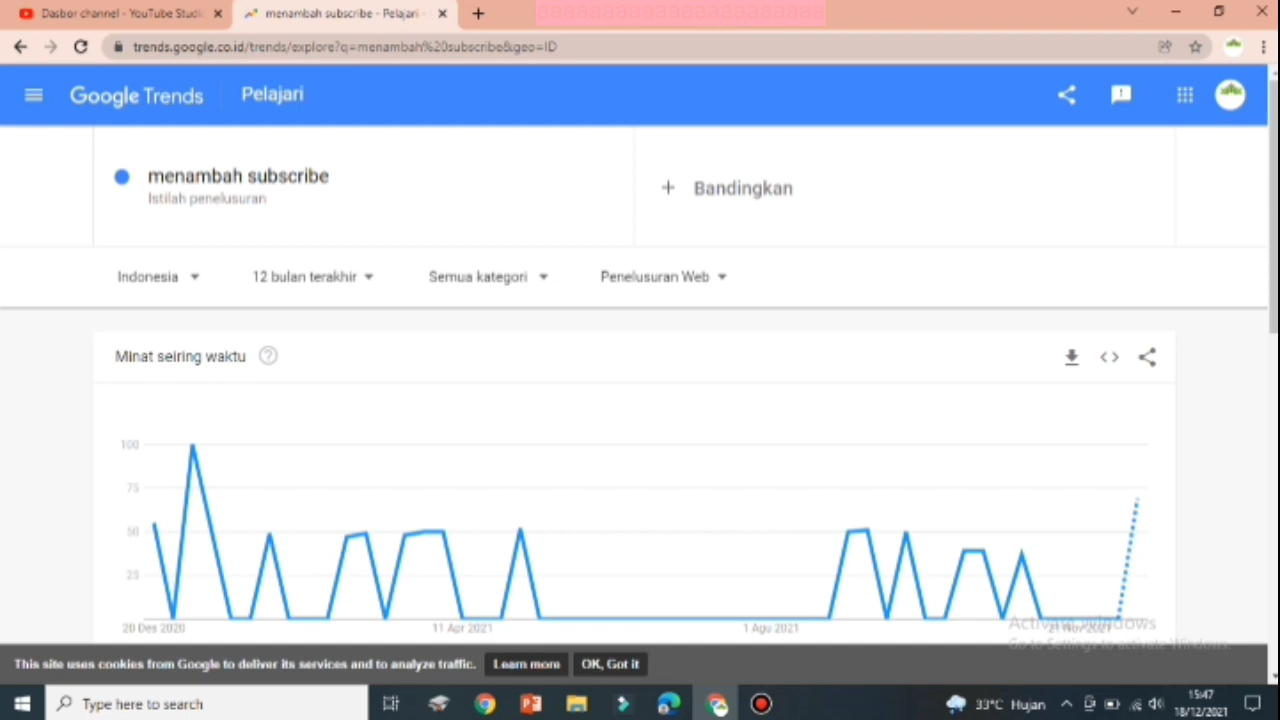 Dasbor channel - YouTube Studi
menambah subscribe - Pelajari -
trends.google.co.id/trends/explore?q=menambah%20subscribe&geo=ID
Google Trends
Pelajari
menambah subscribe
Istilah penelusuran
+ Bandingkan
Indonesia
12 bulan terakhir
Semua kategori
Penelusuran Web
Minat seiring waktu
100
75
50
25
20 Des 2020
11 Apr 2021
1 Agu 2021
21 Nov 2021
Activate Windows
Go to Settings to activate Windows.
This site uses cookies from Google to deliver its services and to analyze traffic.
Learn more
OK, Got it
Type here to search
33°C Hujan
15:47
18/12/2021